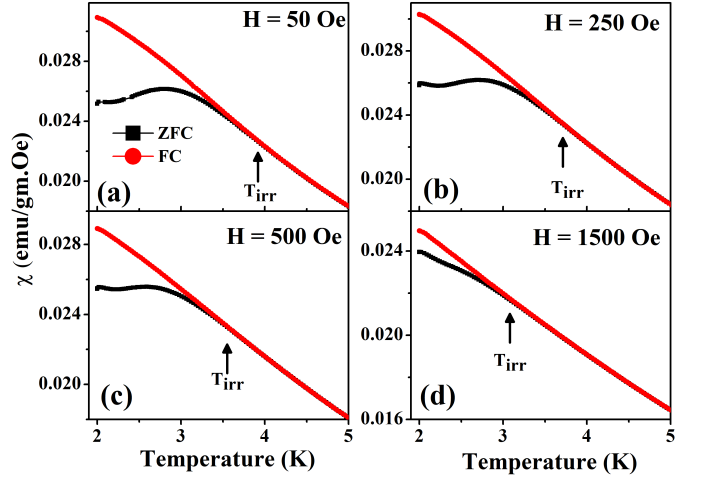 H = 50 Oe
H = 250 Oe
0.028
0.024
0.020
0.028
0.024
0.020
ZFC
FC
T_irr
T_irr
(a)
(b)
χ (emu/gm.Oe)
H = 500 Oe
H = 1500 Oe
0.028
0.024
0.020
0.024
0.020
0.016
T_irr
T_irr
(c)
(d)
2 3 4 5
2 3 4 5
Temperature (K)
Temperature (K)